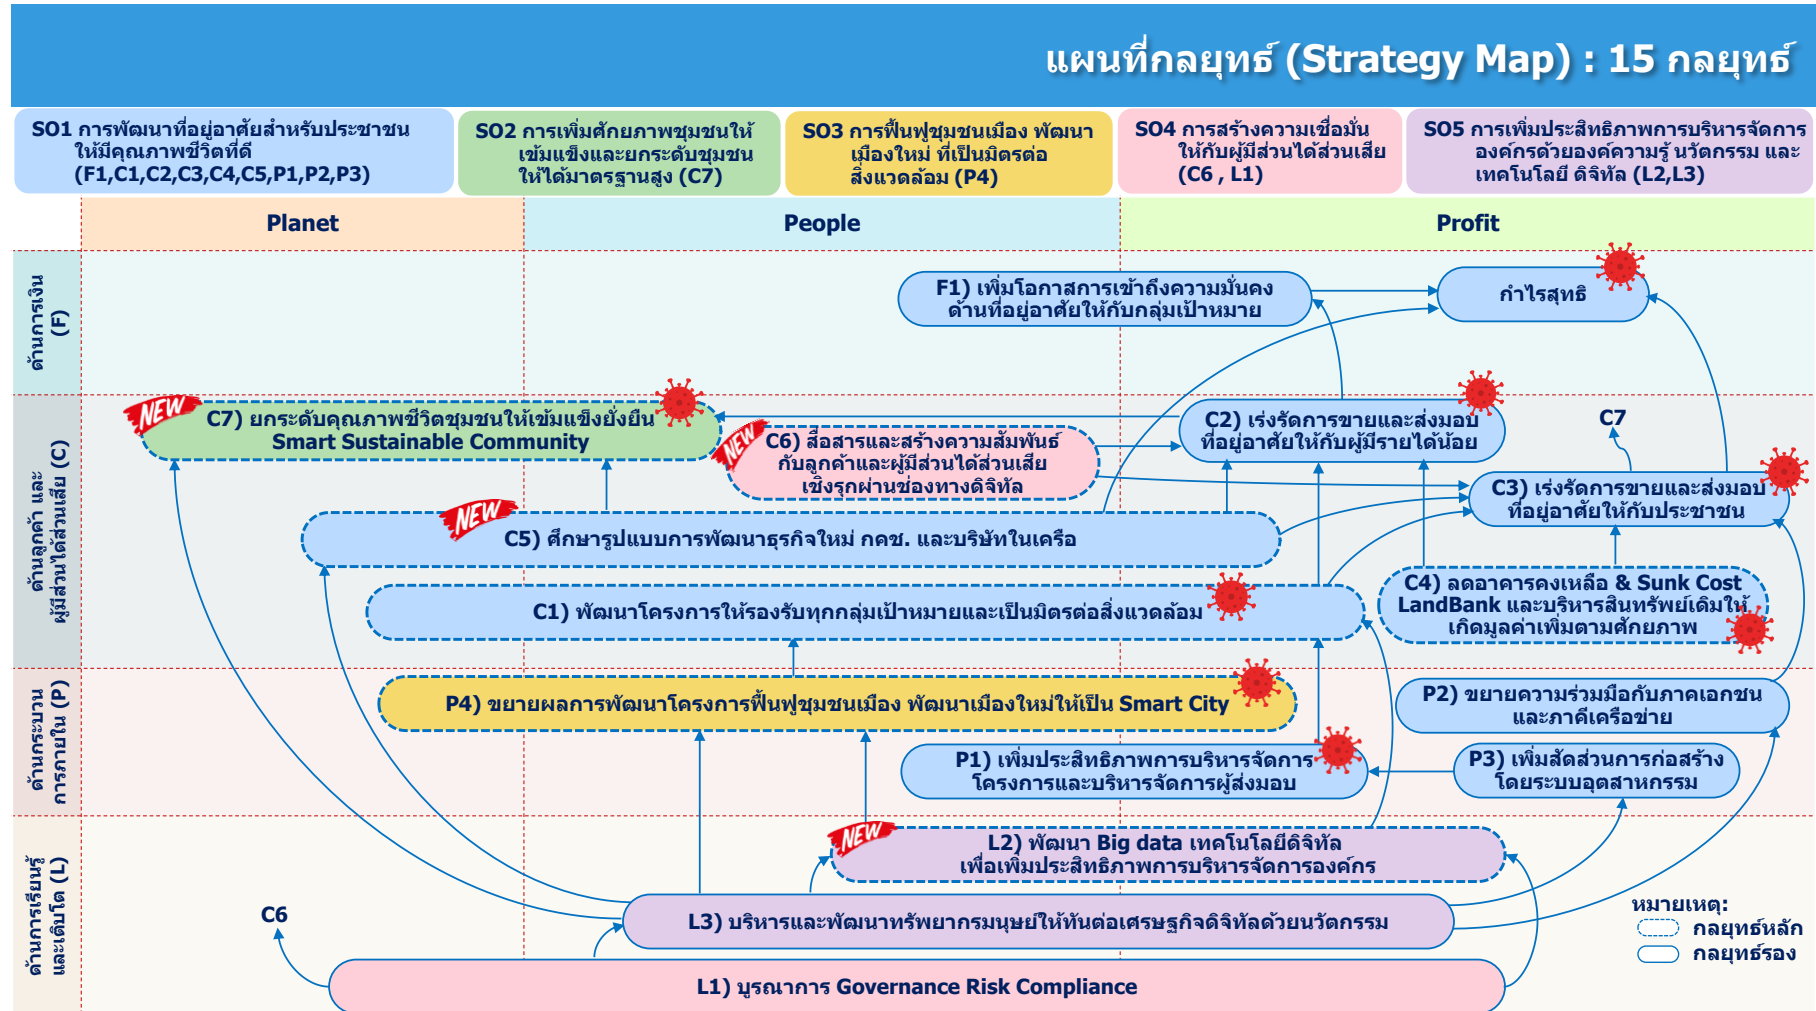 แผนที่กลยุทธ์ (Strategy Map) : 15 กลยุทธ์
SO1 การพัฒนาที่อยู่อาศัยสำหรับประชาชน
ให้มีคุณภาพชีวิตที่ดี
(F1,C1,C2,C3,C4,C5,P1,P2,P3)
SO2 การเพิ่มศักยภาพชุมชนให้
เข้มแข็งและยกระดับชุมชน
ให้ได้มาตรฐานสูง (C7)
SO3 การฟื้นฟูชุมชนเมือง พัฒนา
เมืองใหม่ ที่เป็นมิตรต่อ
สิ่งแวดล้อม (P4)
SO4 การสร้างความเชื่อมั่น
ให้กับผู้มีส่วนได้ส่วนเสีย
(C6 , L1)
SO5 การเพิ่มประสิทธิภาพการบริหารจัดการ
องค์กรด้วยองค์ความรู้ นวัตกรรม และ
เทคโนโลยี ดิจิทัล (L2,L3)
Planet
People
Profit
ด้านการเงิน
(F)
F1) เพิ่มโอกาสการเข้าถึงความมั่นคง
ด้านที่อยู่อาศัยให้กับกลุ่มเป้าหมาย
กำไรสุทธิ
ด้านลูกค้า และ
ผู้มีส่วนได้ส่วนเสีย (C)
NEW
C7) ยกระดับคุณภาพชีวิตชุมชนให้เข้มแข็งยั่งยืน
Smart Sustainable Community
NEW
C6) สื่อสารและสร้างความสัมพันธ์
กับลูกค้าและผู้มีส่วนได้ส่วนเสีย
เชิงรุกผ่านช่องทางดิจิทัล
C2) เร่งรัดการขายและส่งมอบ
ที่อยู่อาศัยให้กับผู้มีรายได้น้อย
C7
C3) เร่งรัดการขายและส่งมอบ
ที่อยู่อาศัยให้กับประชาชน
NEW
C5) ศึกษารูปแบบการพัฒนาธุรกิจใหม่ กคช. และบริษัทในเครือ
C1) พัฒนาโครงการให้รองรับทุกกลุ่มเป้าหมายและเป็นมิตรต่อสิ่งแวดล้อม
C4) ลดอาคารคงเหลือ & Sunk Cost
LandBank และบริหารสินทรัพย์เดิมให้
เกิดมูลค่าเพิ่มตามศักยภาพ
ด้านกระบวน
การภายใน (P)
P4) ขยายผลการพัฒนาโครงการฟื้นฟูชุมชนเมือง พัฒนาเมืองใหม่ให้เป็น Smart City
P2) ขยายความร่วมมือกับภาคเอกชน
และภาคีเครือข่าย
P1) เพิ่มประสิทธิภาพการบริหารจัดการ
โครงการและบริหารจัดการผู้ส่งมอบ
P3) เพิ่มสัดส่วนการก่อสร้าง
โดยระบบอุตสาหกรรม
ด้านการเรียนรู้
และเติบโต (L)
NEW
L2) พัฒนา Big data เทคโนโลยีดิจิทัล
เพื่อเพิ่มประสิทธิภาพการบริหารจัดการองค์กร
C6
L3) บริหารและพัฒนาทรัพยากรมนุษย์ให้ทันต่อเศรษฐกิจดิจิทัลด้วยนวัตกรรม
L1) บูรณาการ Governance Risk Compliance
หมายเหตุ:
กลยุทธ์หลัก
กลยุทธ์รอง